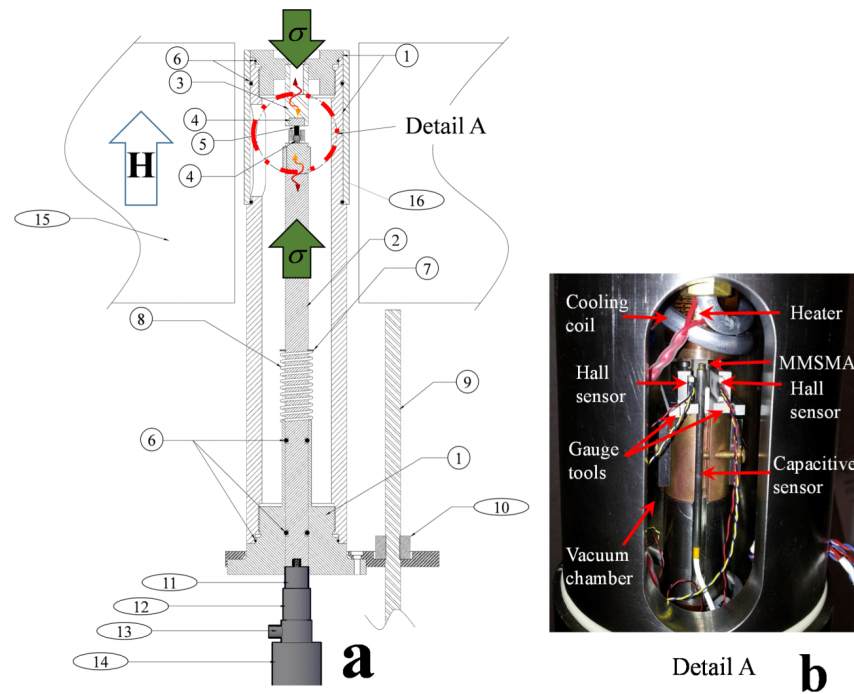 σ
6
1
3
4
5
4
Detail A
H
15
16
σ
2
7
8
9
6
1
10
11
12
13
14
a
Cooling
coil
Heater
MMSMA
Hall
sensor
Hall
sensor
Gauge
tools
Capacitive
sensor
Vacuum
chamber
Detail A
b